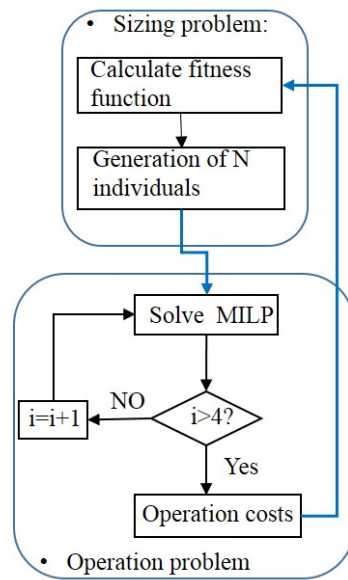 • Sizing problem:
Calculate fitness
function
Generation of N
individuals
Solve MILP
i>4?
NO
i=i+1
Yes
Operation costs
• Operation problem